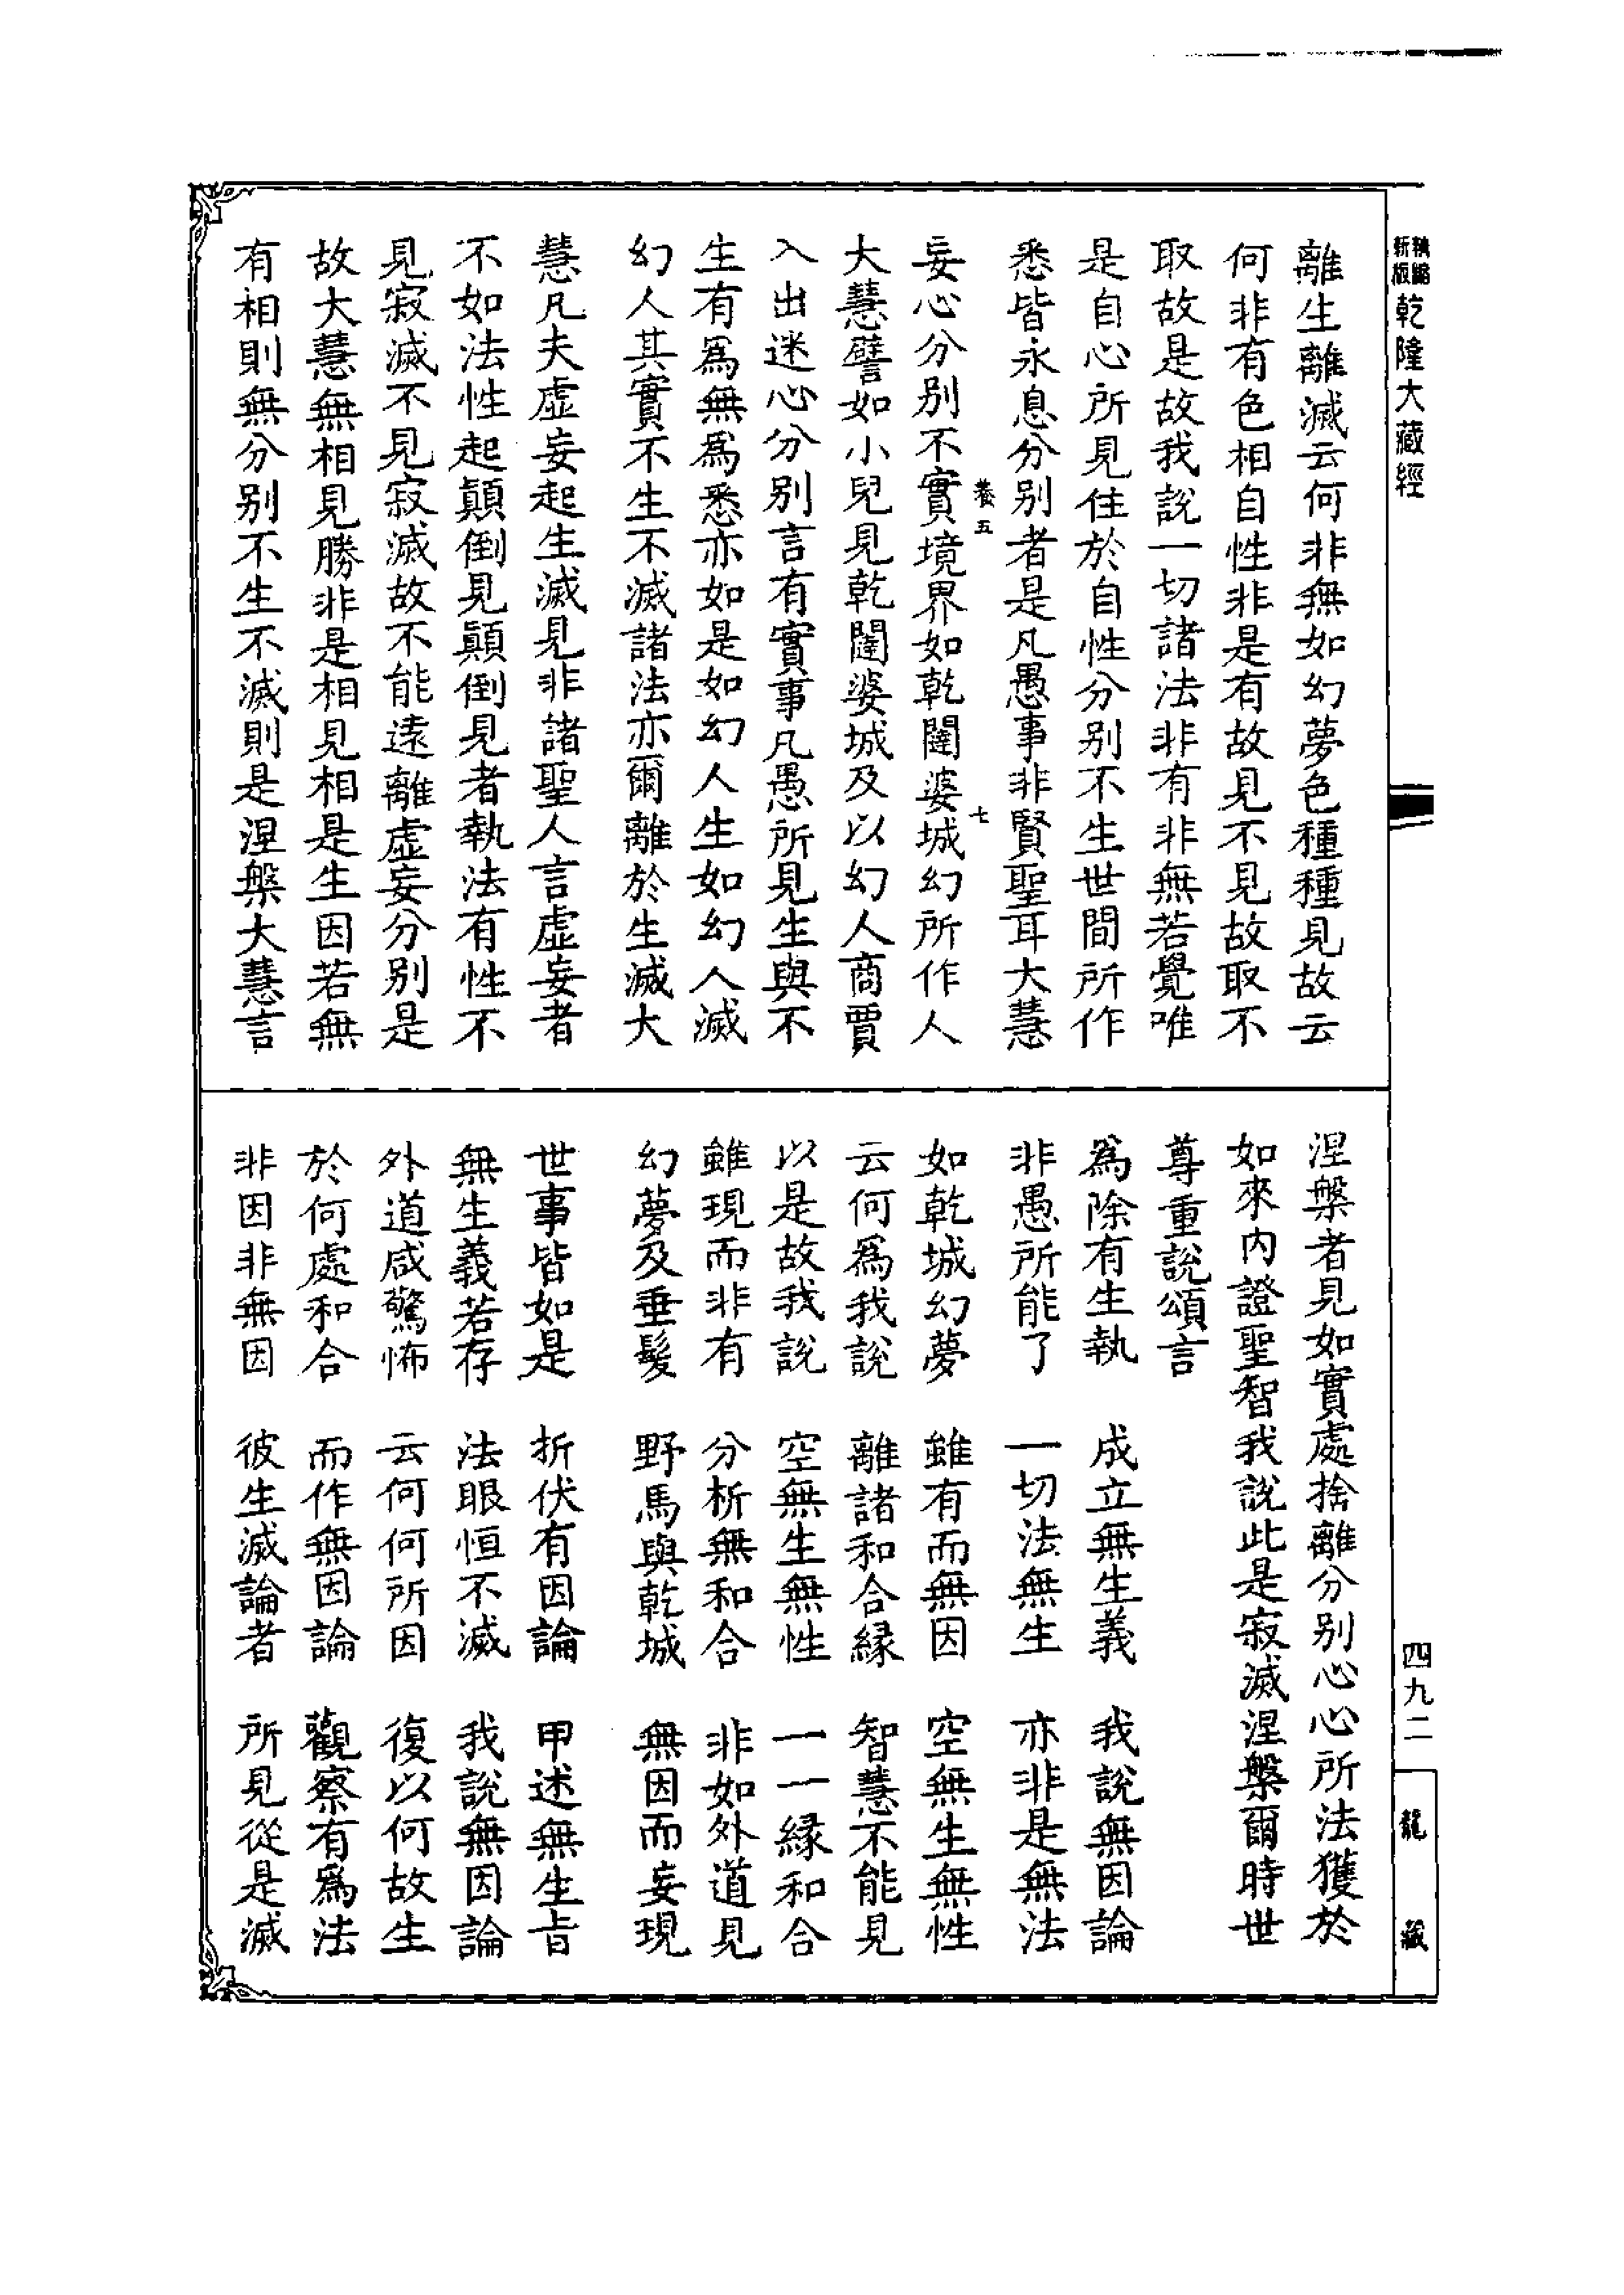 新版
精縮
乾隆大藏經
離生離滅云何非無如幻夢色種種見故云
何非有色相自性非是有故見不見故取不
取故是故我說一切諸法非有非無若覺唯
是自心所見住於自性分別不生世間所作
悉皆永息分別者是凡愚事非賢聖耳大慧
卷五
七
妄心分別不實境界如乾闥婆城幻所作人
大慧譬如小兒見乾闥婆城及以幻人商賈
入出迷心分別言有實事凡愚所見生與不
生有爲無爲悉亦如是如幻人生如幻人滅
幻人其實不生不滅諸法亦爾離於生滅大
慧凡夫虛妄起生滅見非諸聖人言虛妄者
不如法性起顛倒見顛倒見者執法有性不
見寂滅不見寂滅故不能遠離虛妄分別是
故大慧無相見勝非是相見相是生因若無
有相則無分別不生不滅則是涅槃大慧言
涅槃者見如實處捨離分別心心所法獲於
如來內證聖智我說此是寂滅涅槃爾時世
尊重說頌言
爲除有生執 成立無生義 我說無因論
非愚所能了 一切法無生 亦非是無法
如乾城幻夢 雖有而無因 空無生無性
云何爲我說 離諸和合緣 智慧不能見
以是故我說 空無生無性 一一緣和合
雖現而非有 分析無和合 非如外道見
幻夢及垂髮 野馬與乾城 無因而妄現
世事皆如是 折伏有因論 申述無生旨
無生義若存 法眼恒不滅 我說無因論
外道咸驚怖 云何何所因 復以何故生
於何處和合 而作無因論 觀察有爲法
非因非無因 彼生滅論者 所見從是滅
四九二
龍藏